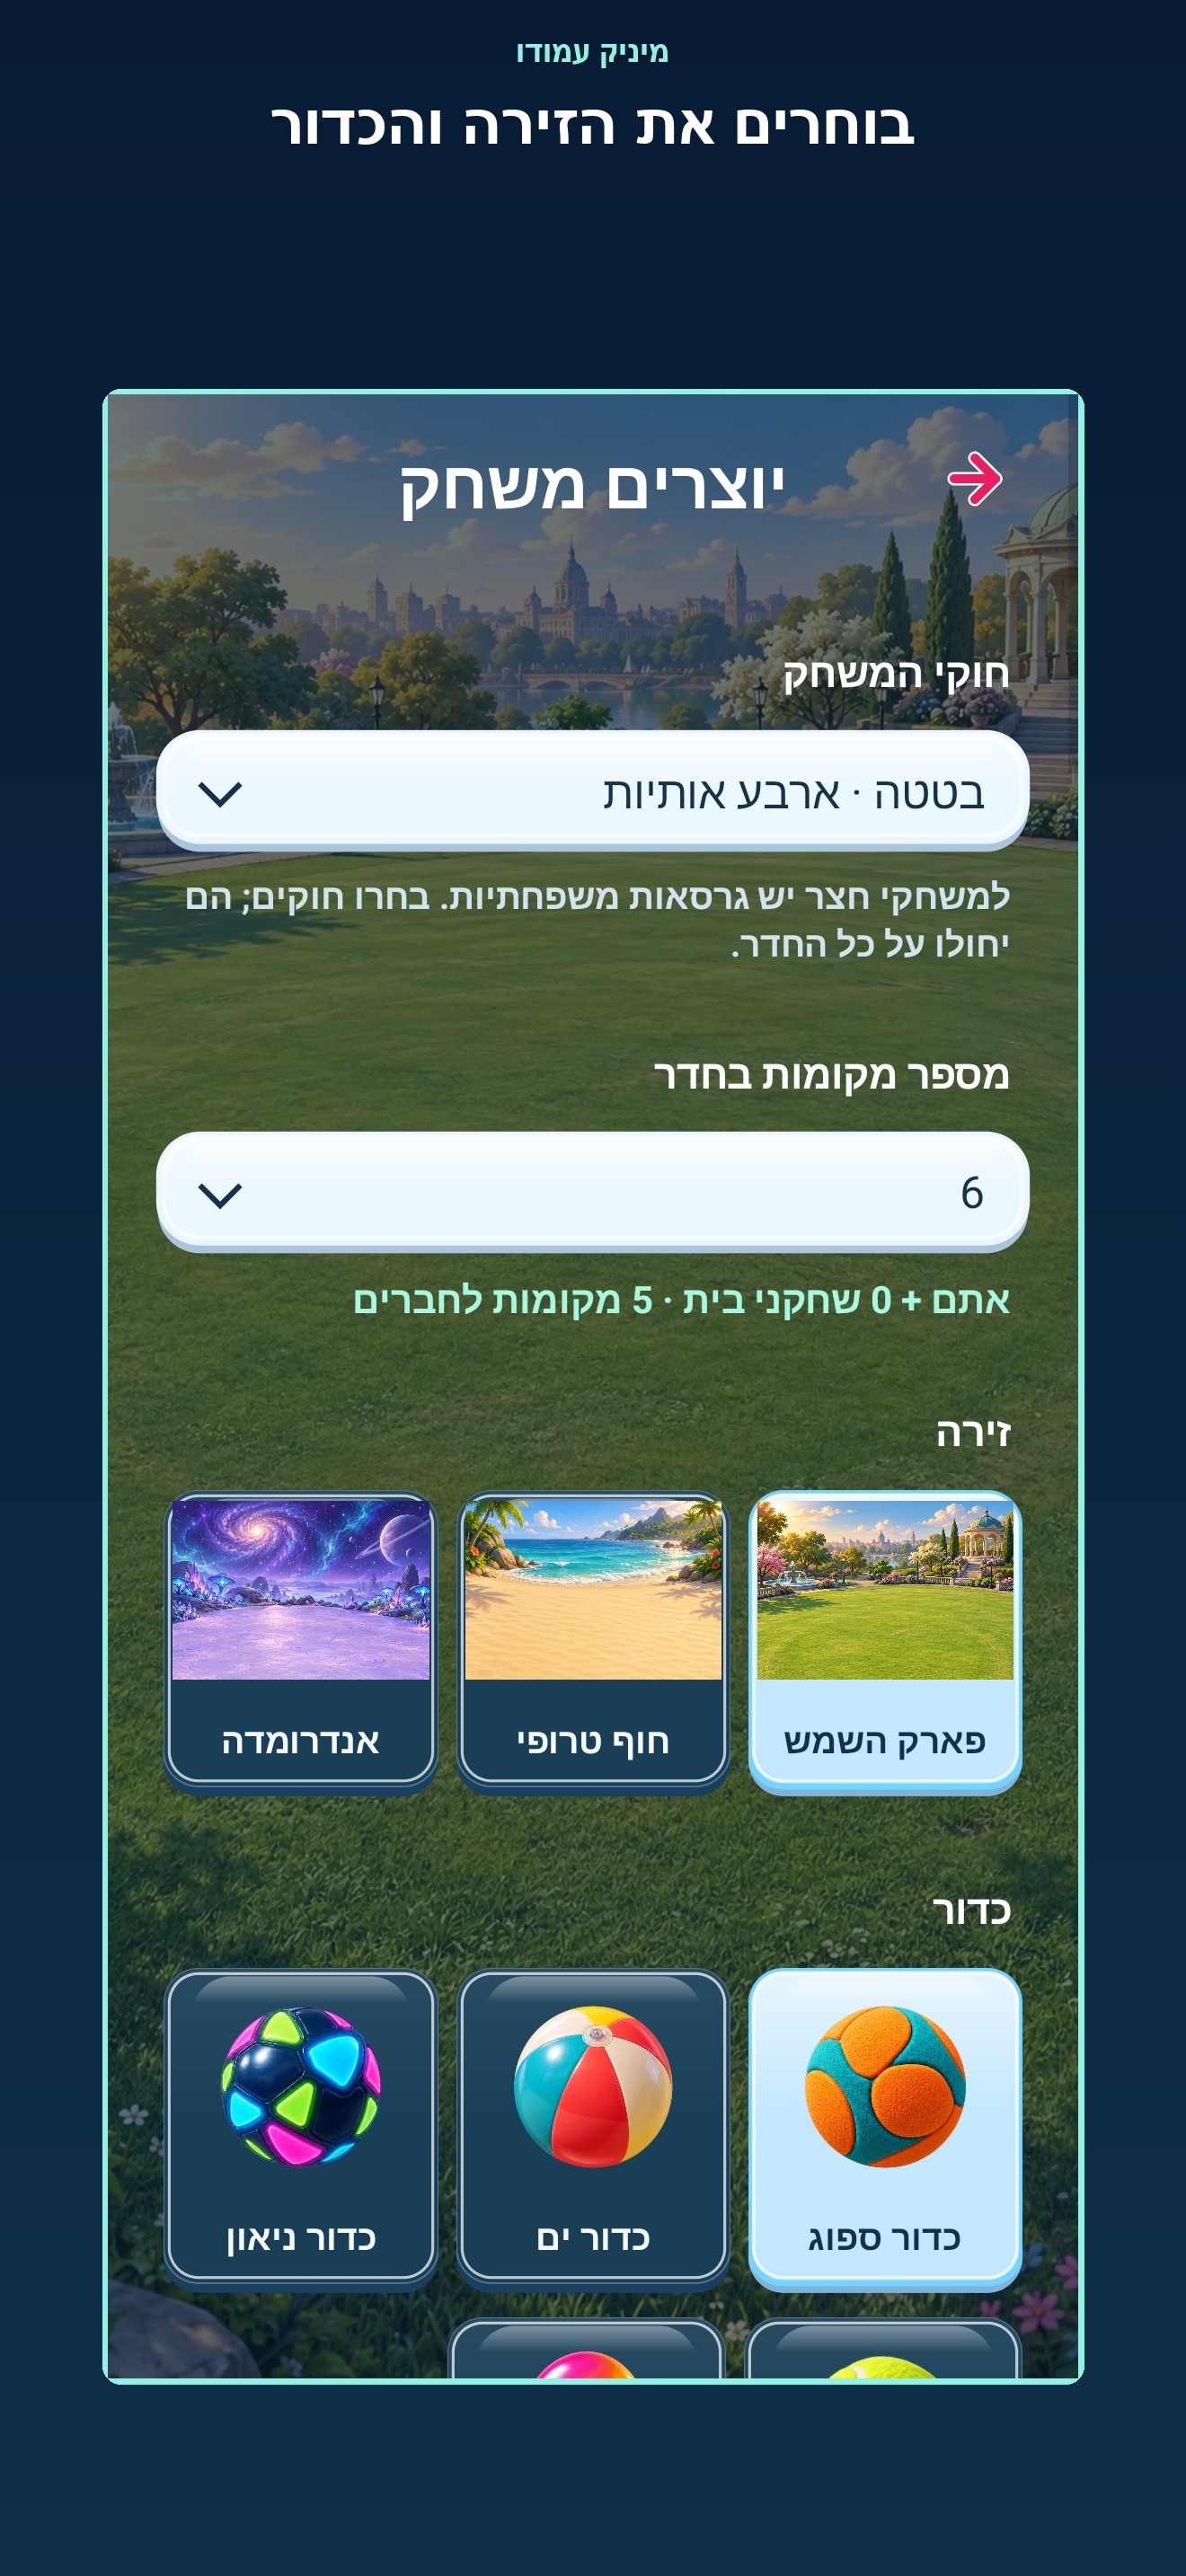 מיניק עמודו
בוחרים את הזירה והכדור
יוצרים משחק
חוקי המשחק
בטטה · ארבע אותיות
למשחקי חצר יש גרסאות משפחתיות. בחרו חוקים; הם
יחולו על כל החדר.
מספר מקומות בחדר
6
אתם + 0 שחקני בית · 5 מקומות לחברים
זירה
פארק השמש
חוף טרופי
אנדרומדה
כדור
כדור ספוג
כדור ים
כדור ניאון